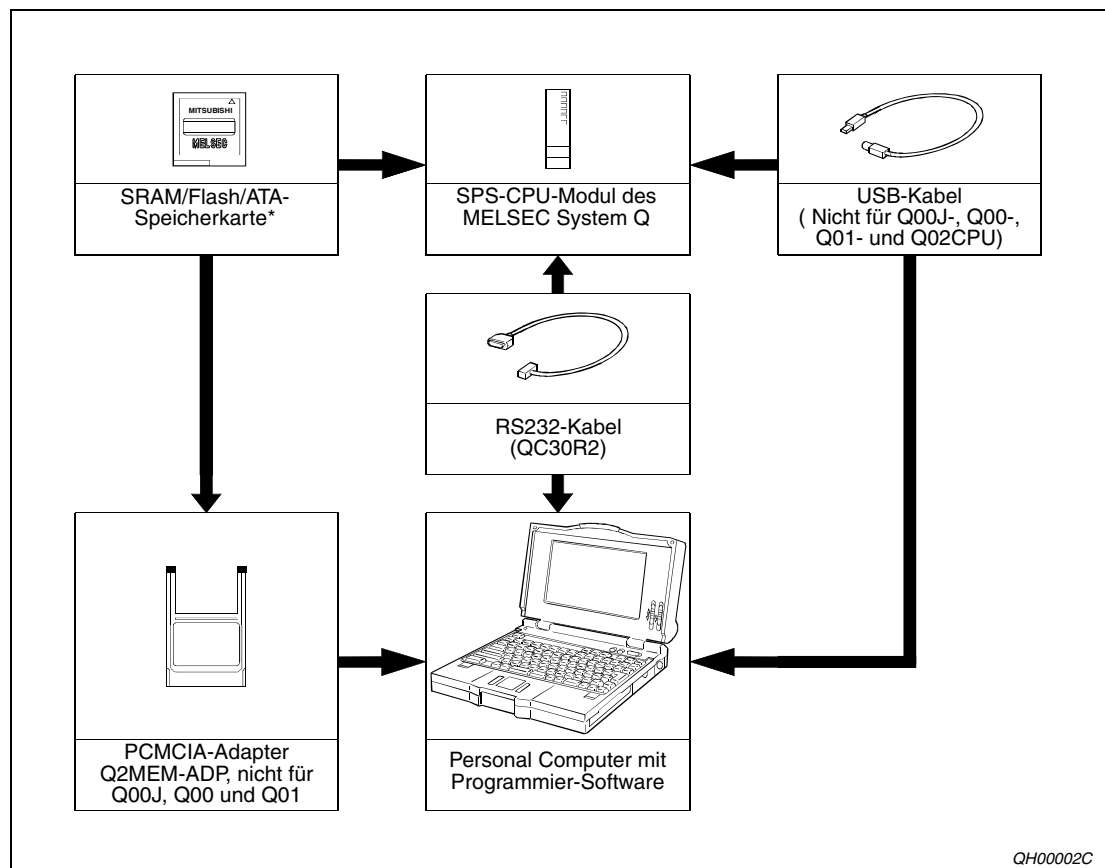 MITSUBISHI
MELSEC
SRAM/Flash/ATA-
Speicherkarte*
SPS-CPU-Modul des
MELSEC System Q
USB-Kabel
( Nicht für Q00J-, Q00-,
Q01- und Q02CPU)
RS232-Kabel
(QC30R2)
PCMCIA-Adapter
Q2MEM-ADP, nicht für
Q00J, Q00 und Q01
Personal Computer mit
Programmier-Software
QH00002C